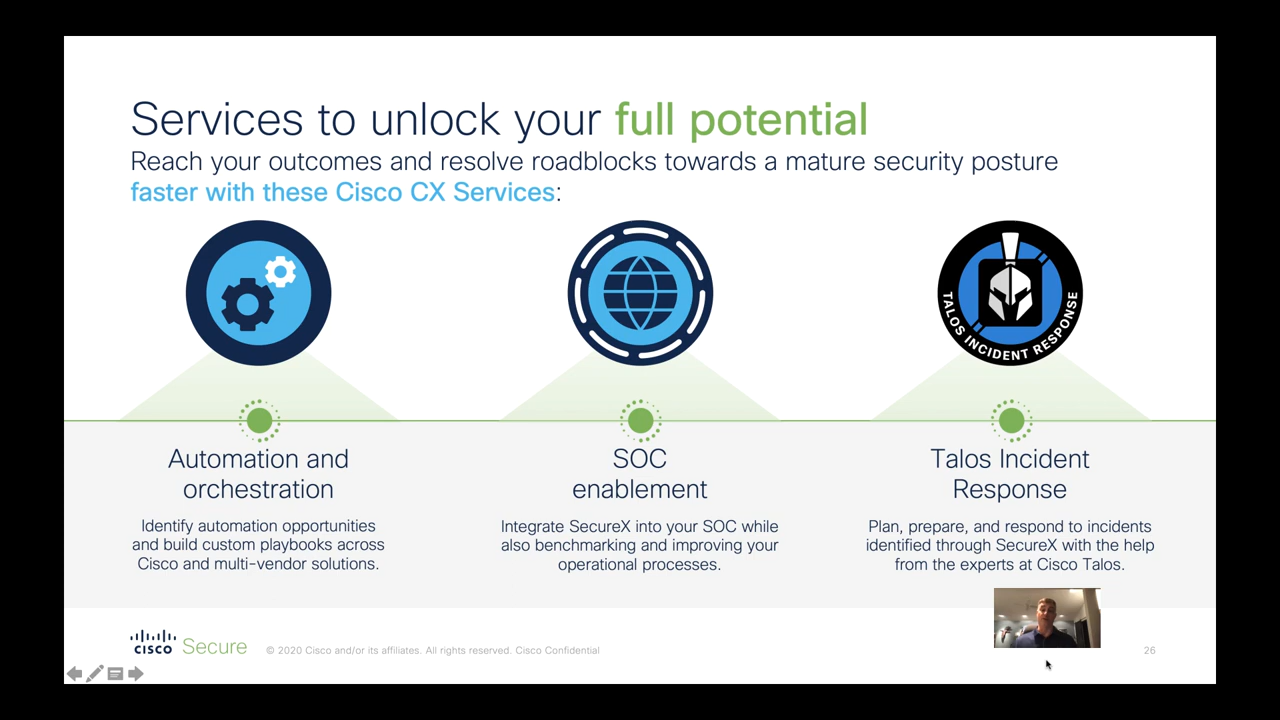 Services to unlock your full potential
Reach your outcomes and resolve roadblocks towards a mature security posture
faster with these Cisco CX Services:
TALOS INCIDENT RESPONSE
Automation and
orchestration
Identify automation opportunities
and build custom playbooks across
Cisco and multi-vendor solutions.
SOC
enablement
Integrate SecureX into your SOC while
also benchmarking and improving your
operational processes.
Talos Incident
Response
Plan, prepare, and respond to incidents
identified through SecureX with the help
from the experts at Cisco Talos.
cisco Secure
© 2020 Cisco and/or its affiliates. All rights reserved. Cisco Confidential
26